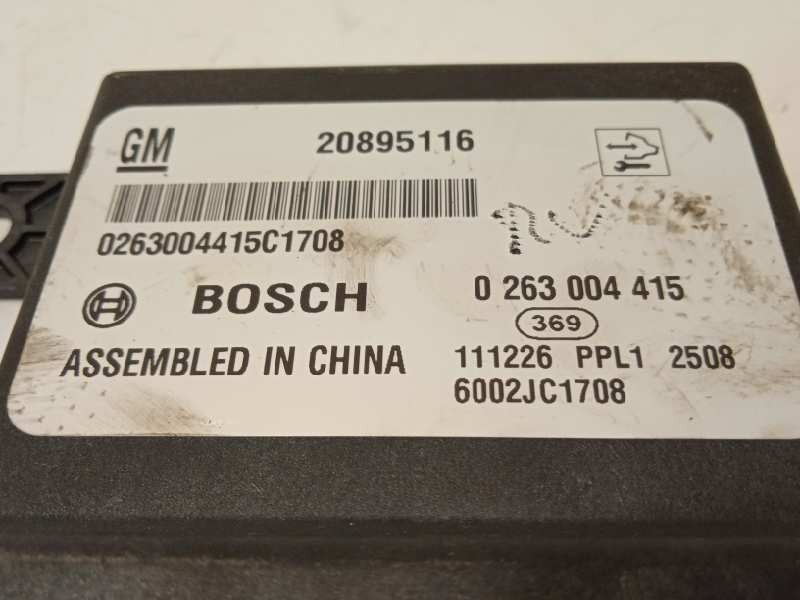 GM 20895116
0263004415C1708
BOSCH 0 263 004 415
369
ASSEMBLED IN CHINA 111226 PPL1 2508
6002JC1708